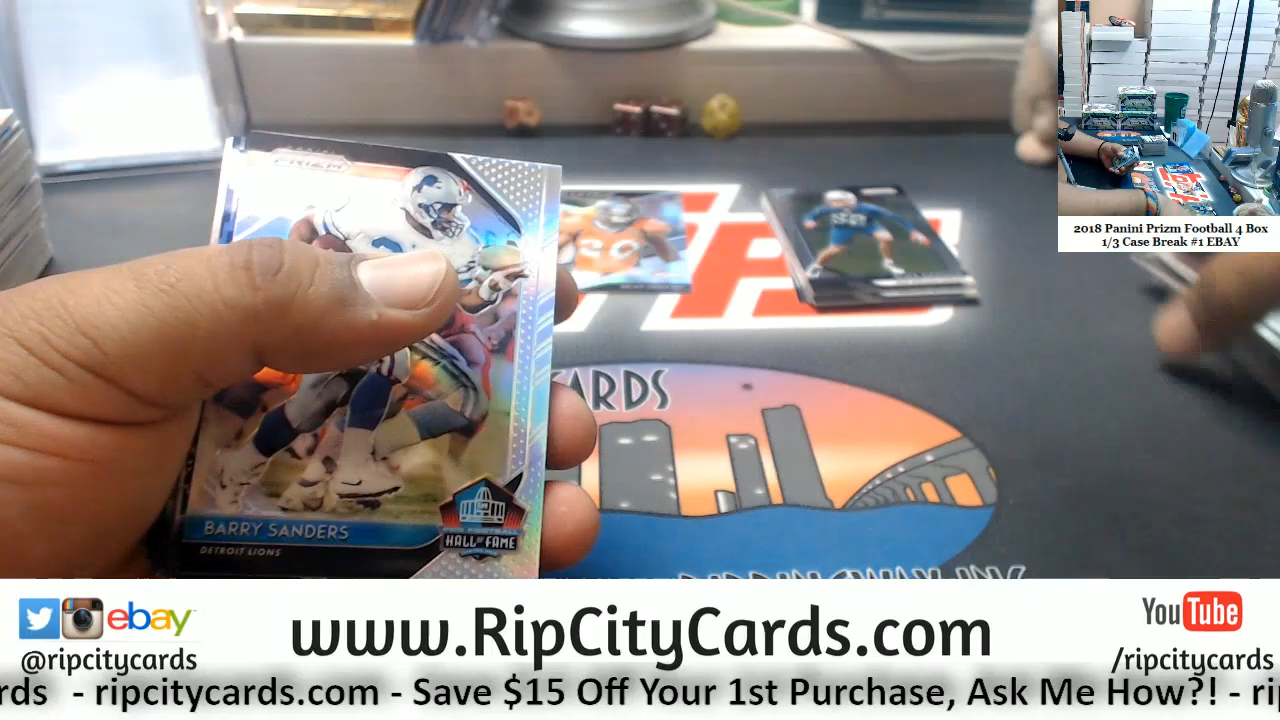 PRIZM
BARRY SANDERS
DETROIT LIONS
HALL OF FAME
CARDS
2018 Panini Prizm Football 4 Box
1/3 Case Break #1 EBAY
ebay
@ripcitycards
www.RipCityCards.com
YouTube
/ripcitycards
rds - ripcitycards.com - Save $15 Off Your 1st Purchase, Ask Me How?! - rip